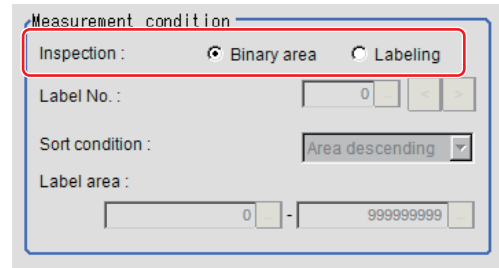 Measurement condition
Inspection : Binary area Labeling
Label No. : 0 ... < >
Sort condition : Area descending
Label area :
0 ... - 999999999 ...